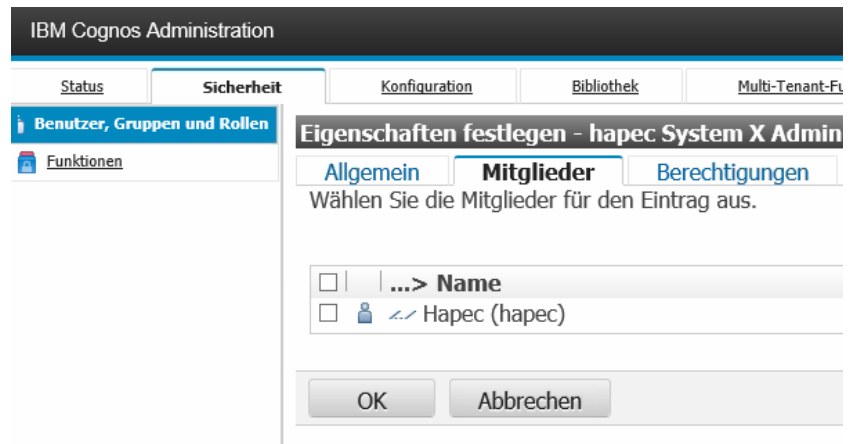 IBM Cognos Administration
Status Sicherheit Konfiguration Bibliothek Multi-Tenant-Fu
Benutzer, Gruppen und Rollen
Funktionen
Eigenschaften festlegen - hapec System X Admin
Allgemein Mitglieder Berechtigungen
Wählen Sie die Mitglieder für den Eintrag aus.
...> Name
Hapec (hapec)
OK Abbrechen